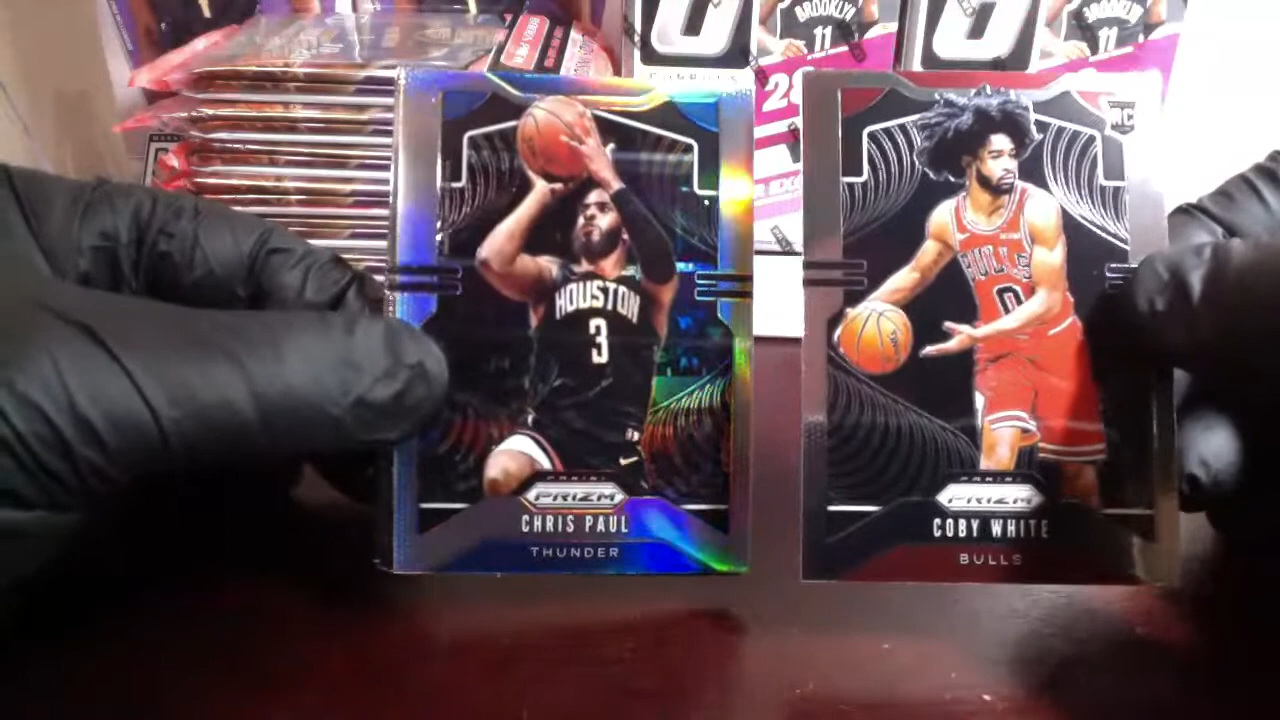 BROOKLYN
11
BROOKLYN
11
28
RC
HOUSTON
3
BULLS
0
PANINI
PRIZM
CHRIS PAUL
THUNDER
PANINI
PRIZM
COBY WHITE
BULLS